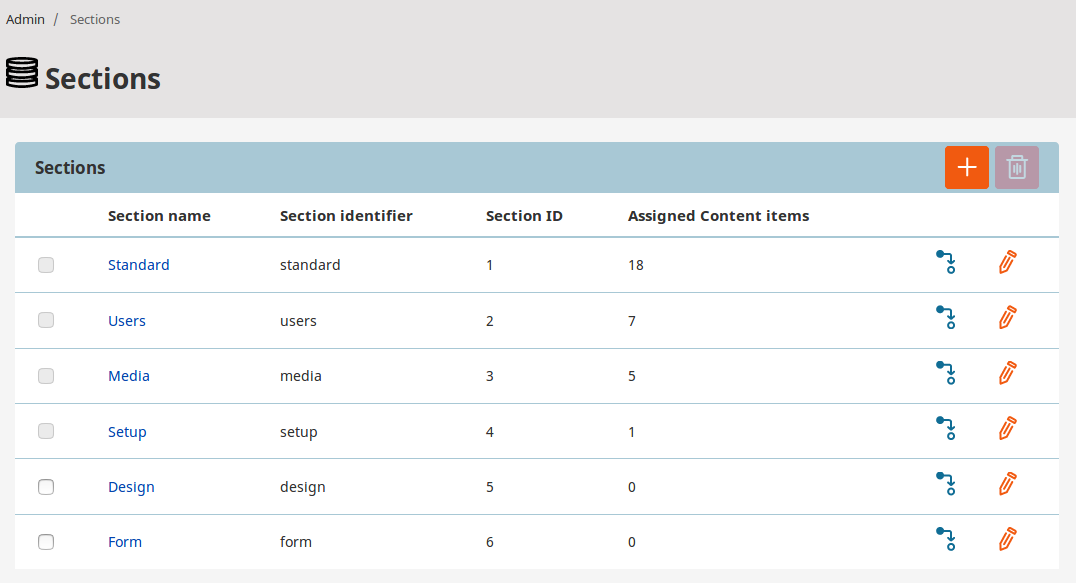 Admin / Sections
Sections
Sections
Section name Section identifier Section ID Assigned Content items
Standard standard 1 18
Users users 2 7
Media media 3 5
Setup setup 4 1
Design design 5 0
Form form 6 0